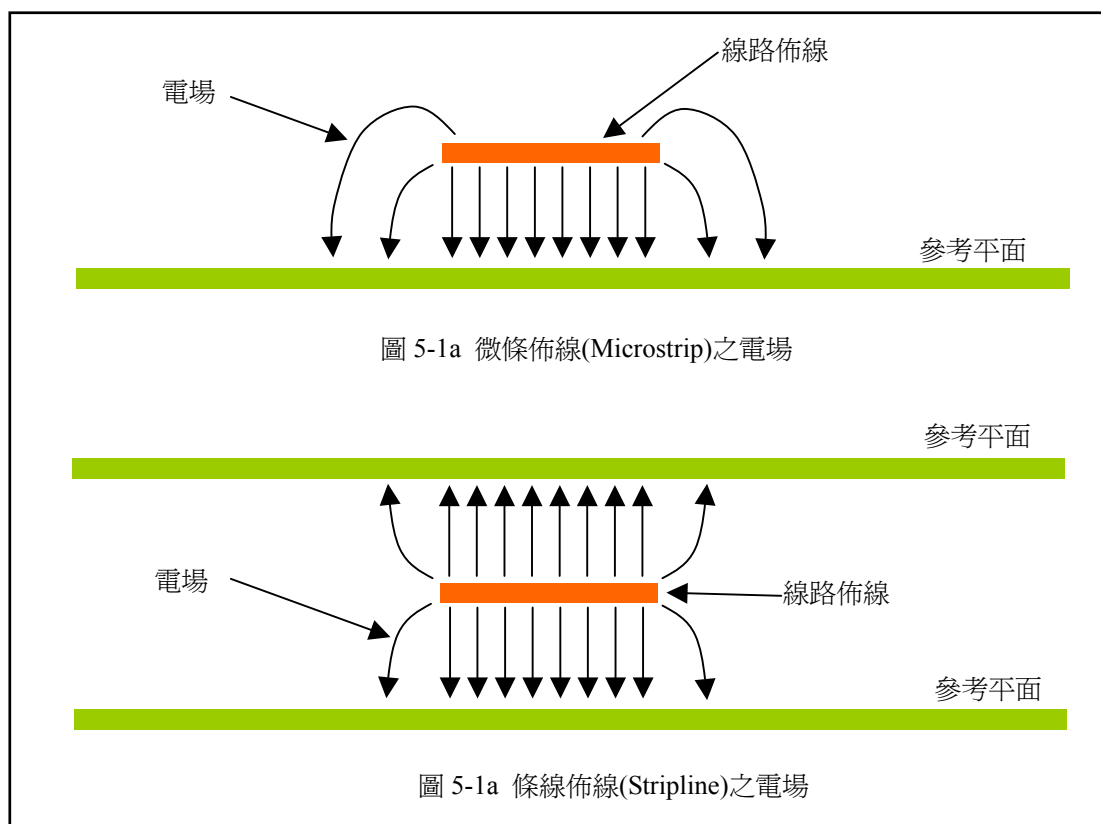 線路佈線
電場
參考平面
圖 5-1a 微條佈線(Microstrip)之電場
參考平面
電場
線路佈線
參考平面
圖 5-1a 條線佈線(Stripline)之電場